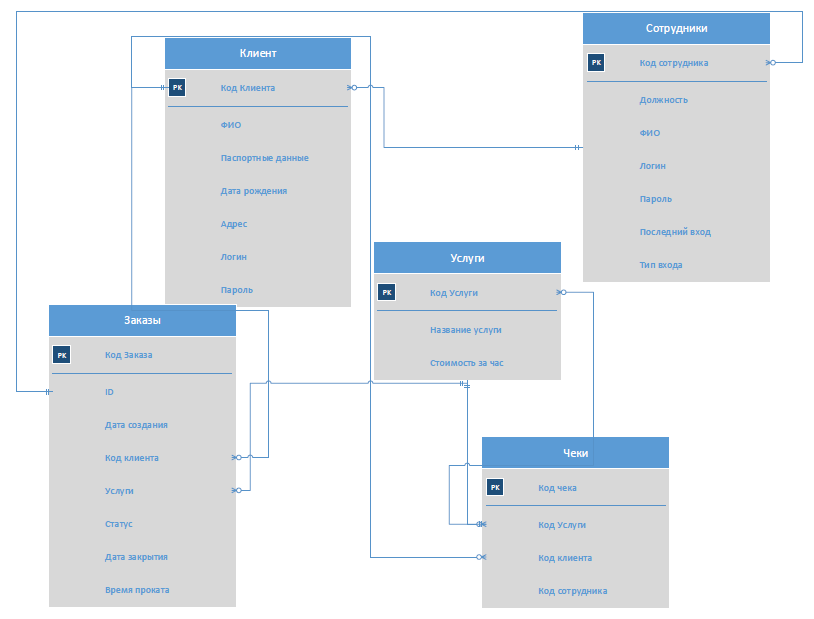 Клиент
PK Код Клиента
ФИО
Паспортные данные
Дата рождения
Адрес
Логин
Пароль
Сотрудники
PK Код сотрудника
Должность
ФИО
Логин
Пароль
Последний вход
Тип входа
Услуги
PK Код Услуги
Название услуги
Стоимость за час
Заказы
PK Код Заказа
ID
Дата создания
Код клиента
Услуги
Статус
Дата закрытия
Время проката
Чеки
PK Код чека
Код Услуги
Код клиента
Код сотрудника